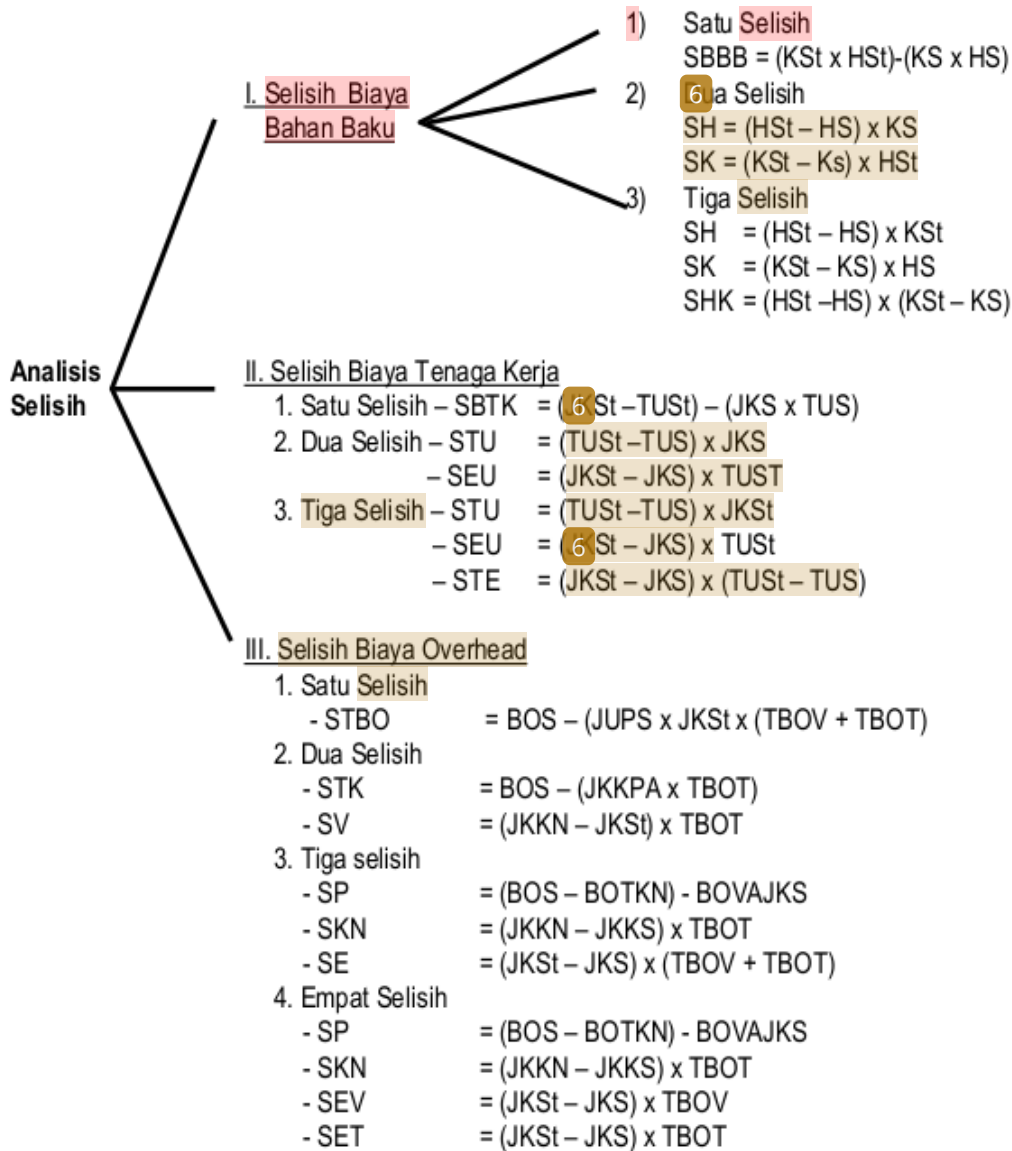 1) Satu Selisih
SBBB = (KSt x HSt)-(KS x HS)
I. Selisih Biaya
Bahan Baku
2) 6ua Selisih
SH = (HSt – HS) x KS
SK = (KSt – Ks) x HSt
3) Tiga Selisih
SH = (HSt – HS) x KSt
SK = (KSt – KS) x HS
SHK = (HSt –HS) x (KSt – KS)
Analisis
Selisih
II. Selisih Biaya Tenaga Kerja
1. Satu Selisih – SBTK = (6St –TUSt) – (JKS x TUS)
2. Dua Selisih – STU = (TUSt –TUS) x JKS
– SEU = (JKSt – JKS) x TUST
3. Tiga Selisih – STU = (TUSt –TUS) x JKSt
– SEU = (6St – JKS) x TUSt
– STE = (JKSt – JKS) x (TUSt – TUS)
III. Selisih Biaya Overhead
1. Satu Selisih
- STBO = BOS – (JUPS x JKSt x (TBOV + TBOT)
2. Dua Selisih
- STK = BOS – (JKKPA x TBOT)
- SV = (JKKN – JKSt) x TBOT
3. Tiga selisih
- SP = (BOS – BOTKN) - BOVAJKS
- SKN = (JKKN – JKKS) x TBOT
- SE = (JKSt – JKS) x (TBOV + TBOT)
4. Empat Selisih
- SP = (BOS – BOTKN) - BOVAJKS
- SKN = (JKKN – JKKS) x TBOT
- SEV = (JKSt – JKS) x TBOV
- SET = (JKSt – JKS) x TBOT